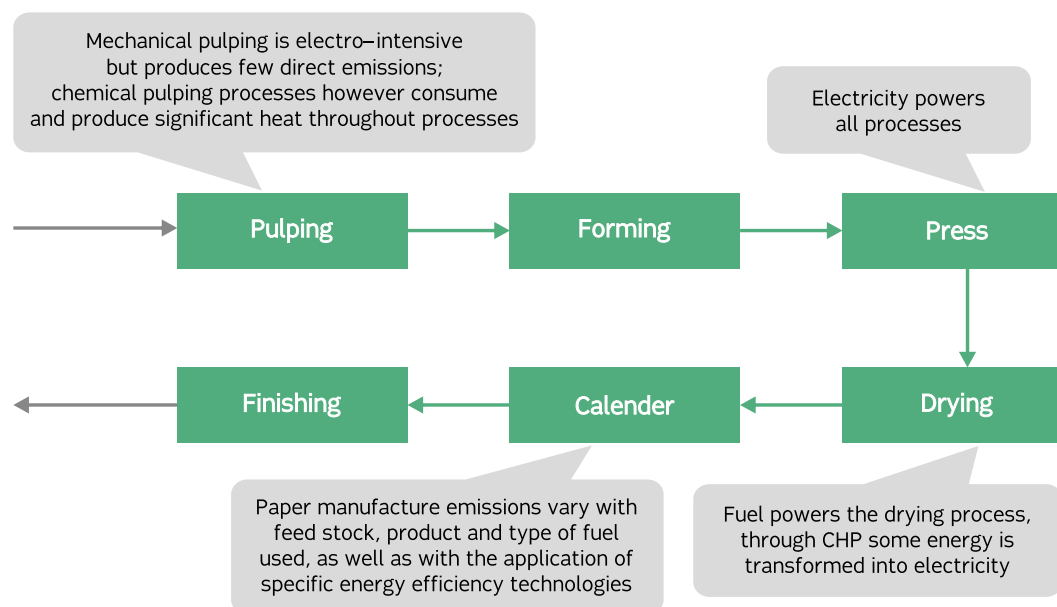 Mechanical pulping is electro–intensive
but produces few direct emissions;
chemical pulping processes however consume
and produce significant heat throughout processes
Electricity powers
all processes
Pulping
Forming
Press
Finishing
Calender
Drying
Paper manufacture emissions vary with
feed stock, product and type of fuel
used, as well as with the application of
specific energy efficiency technologies
Fuel powers the drying process,
through CHP some energy is
transformed into electricity